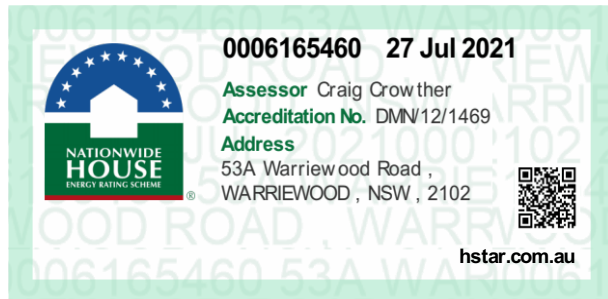 0006165460 27 Jul 2021
Assessor Craig Crowther
Accreditation No. DMN/12/1469
Address
53A Warriewood Road ,
WARRIEWOOD , NSW , 2102
NATIONWIDE
HOUSE
ENERGY RATING SCHEME
®
hstar.com.au